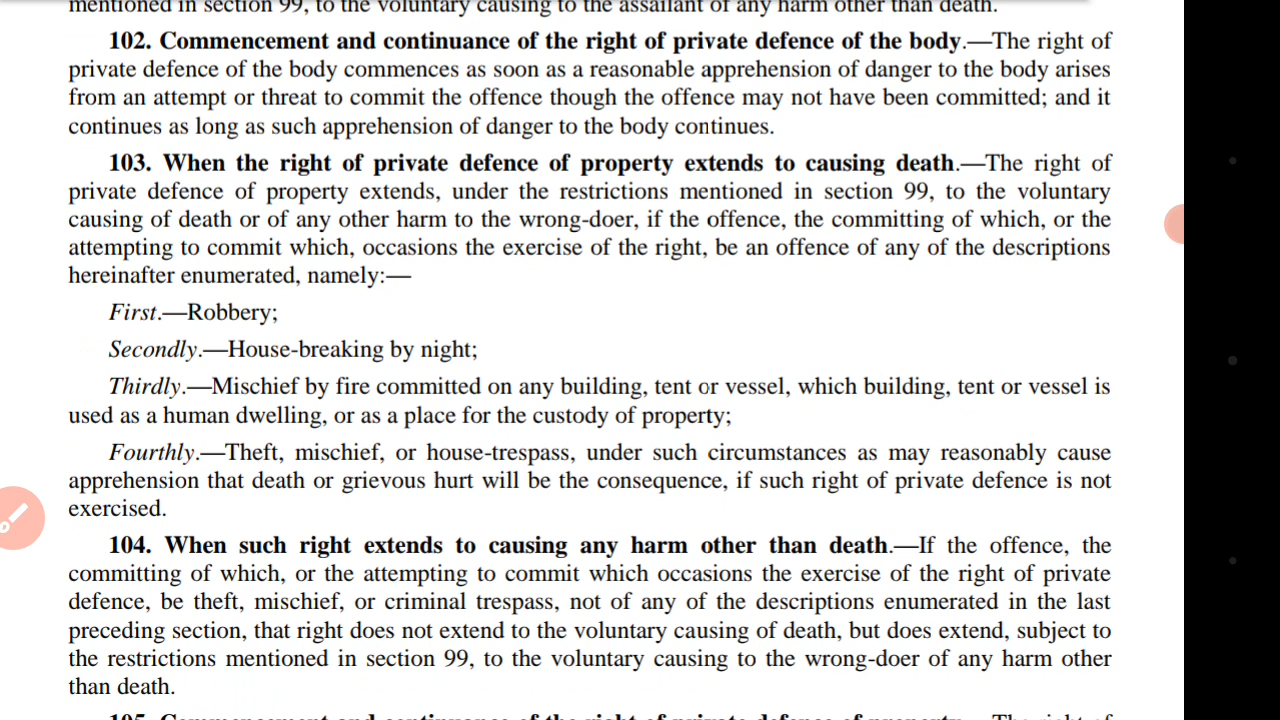 mentioned in section 99, to the voluntary causing to the assailant of any harm other than death.
102. Commencement and continuance of the right of private defence of the body.—The right of
private defence of the body commences as soon as a reasonable apprehension of danger to the body arises
from an attempt or threat to commit the offence though the offence may not have been committed; and it
continues as long as such apprehension of danger to the body continues.
103. When the right of private defence of property extends to causing death.—The right of
private defence of property extends, under the restrictions mentioned in section 99, to the voluntary
causing of death or of any other harm to the wrong-doer, if the offence, the committing of which, or the
attempting to commit which, occasions the exercise of the right, be an offence of any of the descriptions
hereinafter enumerated, namely:—
First.—Robbery;
Secondly.—House-breaking by night;
Thirdly.—Mischief by fire committed on any building, tent or vessel, which building, tent or vessel is
used as a human dwelling, or as a place for the custody of property;
Fourthly.—Theft, mischief, or house-trespass, under such circumstances as may reasonably cause
apprehension that death or grievous hurt will be the consequence, if such right of private defence is not
exercised.
104. When such right extends to causing any harm other than death.—If the offence, the
committing of which, or the attempting to commit which occasions the exercise of the right of private
defence, be theft, mischief, or criminal trespass, not of any of the descriptions enumerated in the last
preceding section, that right does not extend to the voluntary causing of death, but does extend, subject to
the restrictions mentioned in section 99, to the voluntary causing to the wrong-doer of any harm other
than death.
105. Commencement and continuance of the right of private defence of property.—The right of